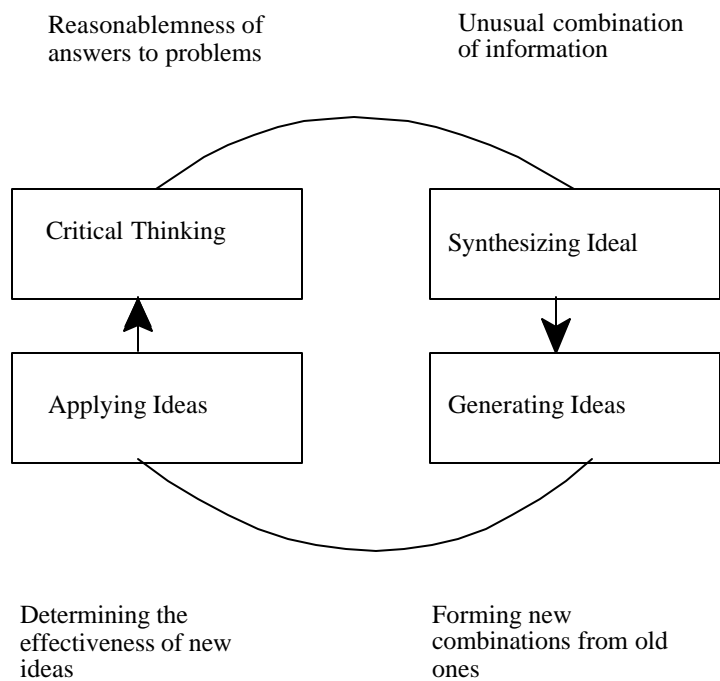 Reasonablemness of
answers to problems
Unusual combination
of information
Critical Thinking
Synthesizing Ideal
Applying Ideas
Generating Ideas
Determining the
effectiveness of new
ideas
Forming new
combinations from old
ones